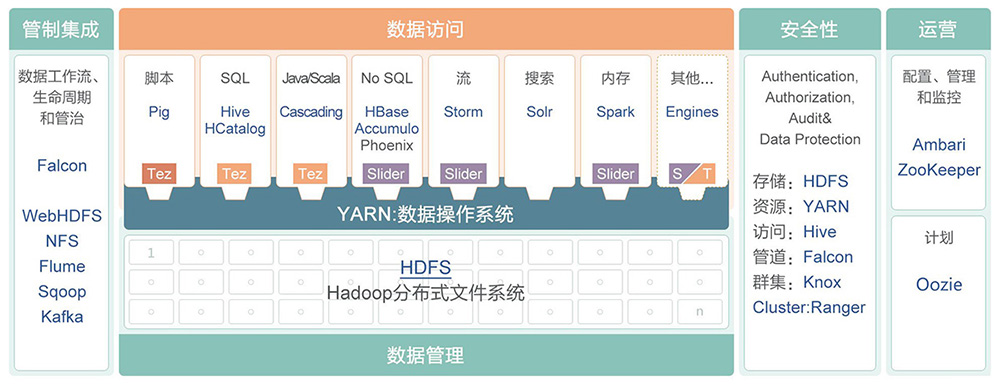 管制集成
数据工作流、
生命周期
和管治
Falcon
WebHDFS
NFS
Flume
Sqoop
Kafka
数据访问
脚本
Pig
Tez
SQL
Hive
HCatalog
Tez
Java/Scala
Cascading
Tez
No SQL
HBase
Accumulo
Phoenix
Slider
流
Storm
Slider
搜索
Solr
内存
Spark
Slider
其他...
Engines
S T
YARN:数据操作系统
1
HDFS
Hadoop分布式文件系统
n
数据管理
安全性
Authentication,
Authorization,
Audit&
Data Protection
存储：HDFS
资源：YARN
访问：Hive
管道：Falcon
群集：Knox
Cluster:Ranger
运营
配置、管理
和监控
Ambari
ZooKeeper
计划
Oozie